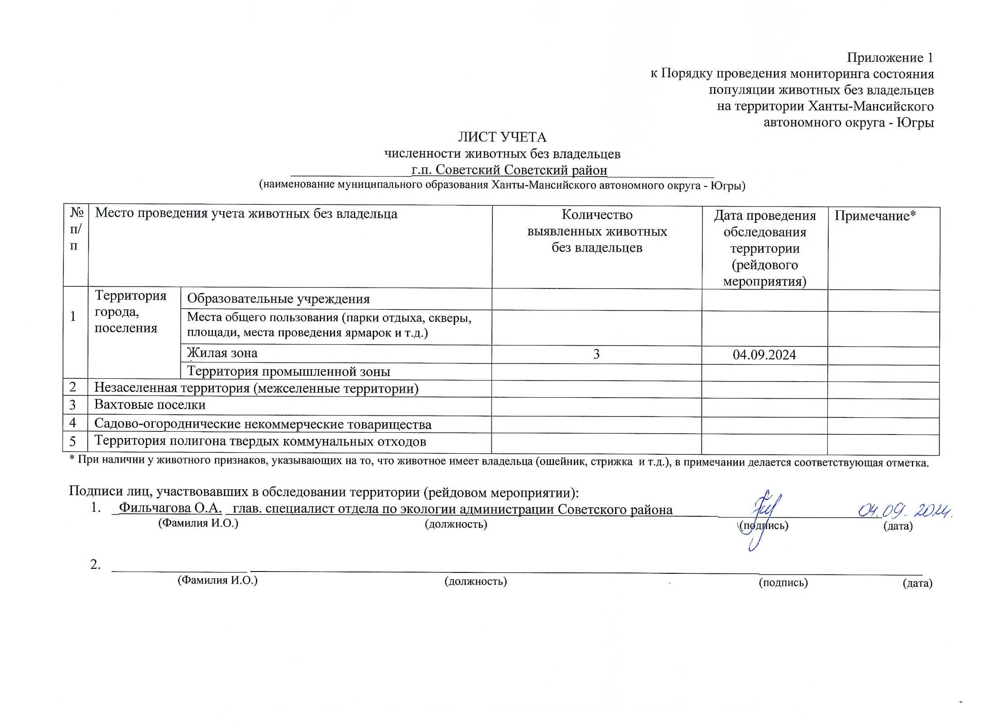 Приложение 1
к Порядку проведения мониторинга состояния
популяции животных без владельцев
на территории Ханты-Мансийского
автономного округа - Югры
ЛИСТ УЧЕТА
численности животных без владельцев
г.п. Советский Советский район
(наименование муниципального образования Ханты-Мансийского автономного округа - Югры)
№ п/п
Место проведения учета животных без владельца
Количество
выявленных животных
без владельцев
Дата проведения
обследования
территории
(рейдового
мероприятия)
Примечание*
1
Территория
города,
поселения
Образовательные учреждения
Места общего пользования (парки отдыха, скверы,
площади, места проведения ярмарок и т.д.)
Жилая зона 3 04.09.2024
Территория промышленной зоны
2 Незаселенная территория (межселенные территории)
3 Вахтовые поселки
4 Садово-огороднические некоммерческие товарищества
5 Территория полигона твердых коммунальных отходов
* При наличии у животного признаков, указывающих на то, что животное имеет владельца (ошейник, стрижка и т.д.), в примечании делается соответствующая отметка.
Подписи лиц, участвовавших в обследовании территории (рейдовом мероприятии):
1. Фильчагова О.А. глав. специалист отдела по экологии администрации Советского района 04.09.2024.
(Фамилия И.О.) (должность) (подпись) (дата)
2.
(Фамилия И.О.) (должность) (подпись) (дата)